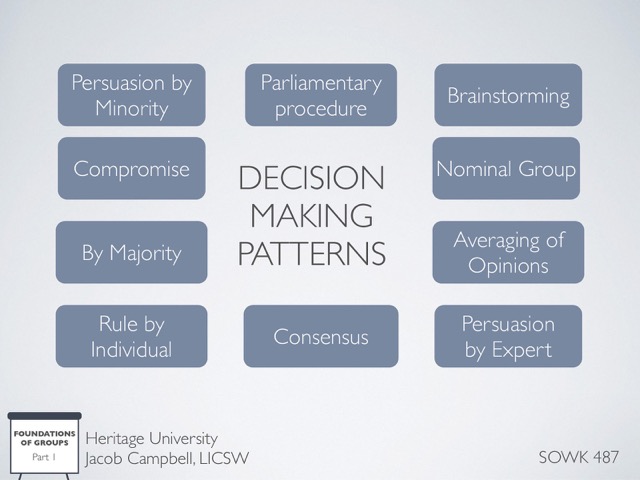 Persuasion by
Minority
Parliamentary
procedure
Brainstorming
Compromise
DECISION
MAKING
PATTERNS
Nominal Group
By Majority
Averaging of
Opinions
Rule by
Individual
Consensus
Persuasion
by Expert
FOUNDATIONS
OF GROUPS
Part 1
Heritage University
Jacob Campbell, LICSW
SOWK 487